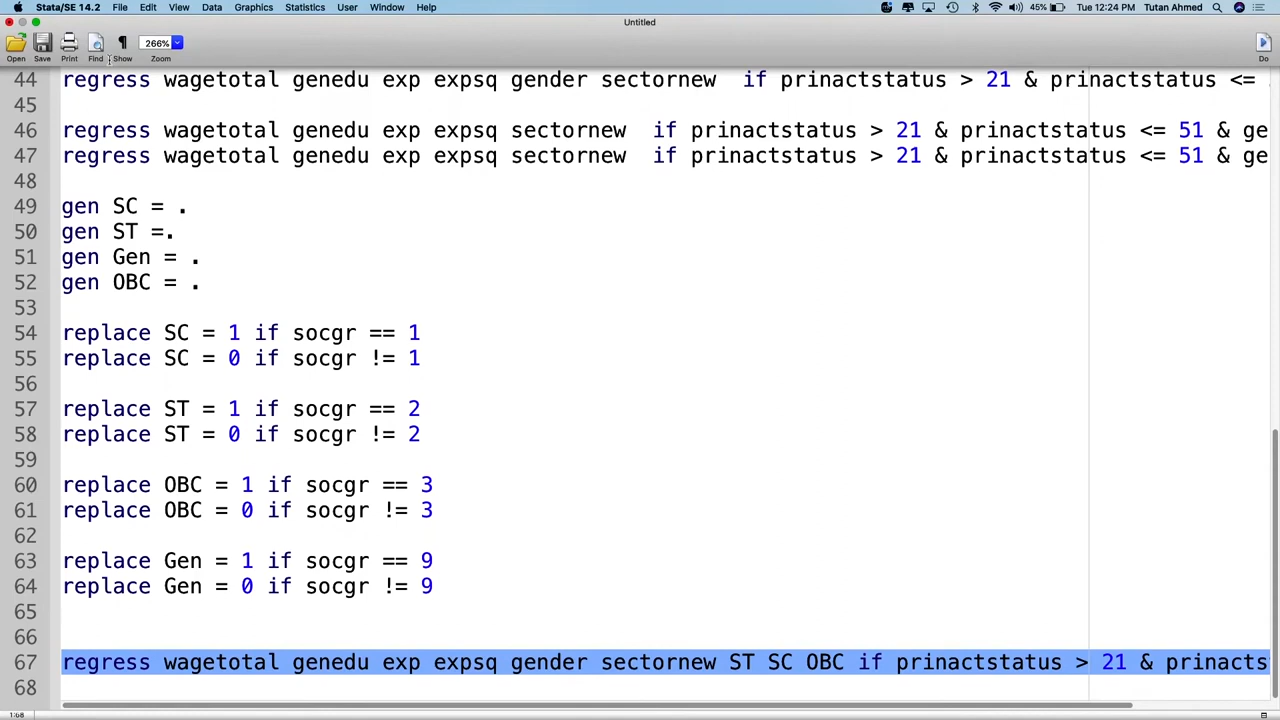 Stata/SE 14.2 File Edit View Data Graphics Statistics User Window Help 45% Tue 12:24 PM Tutan Ahmed
Untitled
266%
Open Save Print Find Show Zoom Do
44 regress wagetotal genedu exp expsq gender sectornew  if prinactstatus > 21 & prinactstatus <=
45
46 regress wagetotal genedu exp expsq sectornew  if prinactstatus > 21 & prinactstatus <= 51 & ge
47 regress wagetotal genedu exp expsq sectornew  if prinactstatus > 21 & prinactstatus <= 51 & ge
48
49 gen SC = .
50 gen ST =.
51 gen Gen = .
52 gen OBC = .
53
54 replace SC = 1 if socgr == 1
55 replace SC = 0 if socgr != 1
56
57 replace ST = 1 if socgr == 2
58 replace ST = 0 if socgr != 2
59
60 replace OBC = 1 if socgr == 3
61 replace OBC = 0 if socgr != 3
62
63 replace Gen = 1 if socgr == 9
64 replace Gen = 0 if socgr != 9
65
66
67 regress wagetotal genedu exp expsq gender sectornew ST SC OBC if prinactstatus > 21 & prinacts
68
1:68